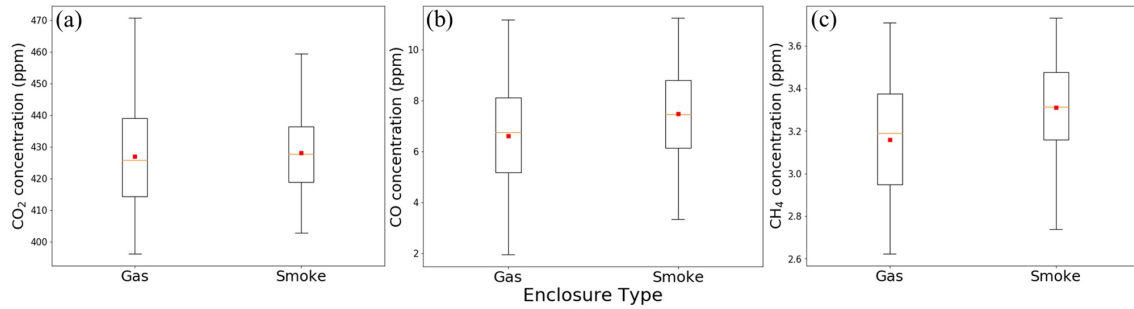 (a)
CO₂ concentration (ppm)
470
460
450
440
430
420
410
400
Gas
Smoke
(b)
CO concentration (ppm)
10
8
6
4
2
Gas
Smoke
(c)
CH₄ concentration (ppm)
3.6
3.4
3.2
3.0
2.8
2.6
Gas
Smoke
Enclosure Type